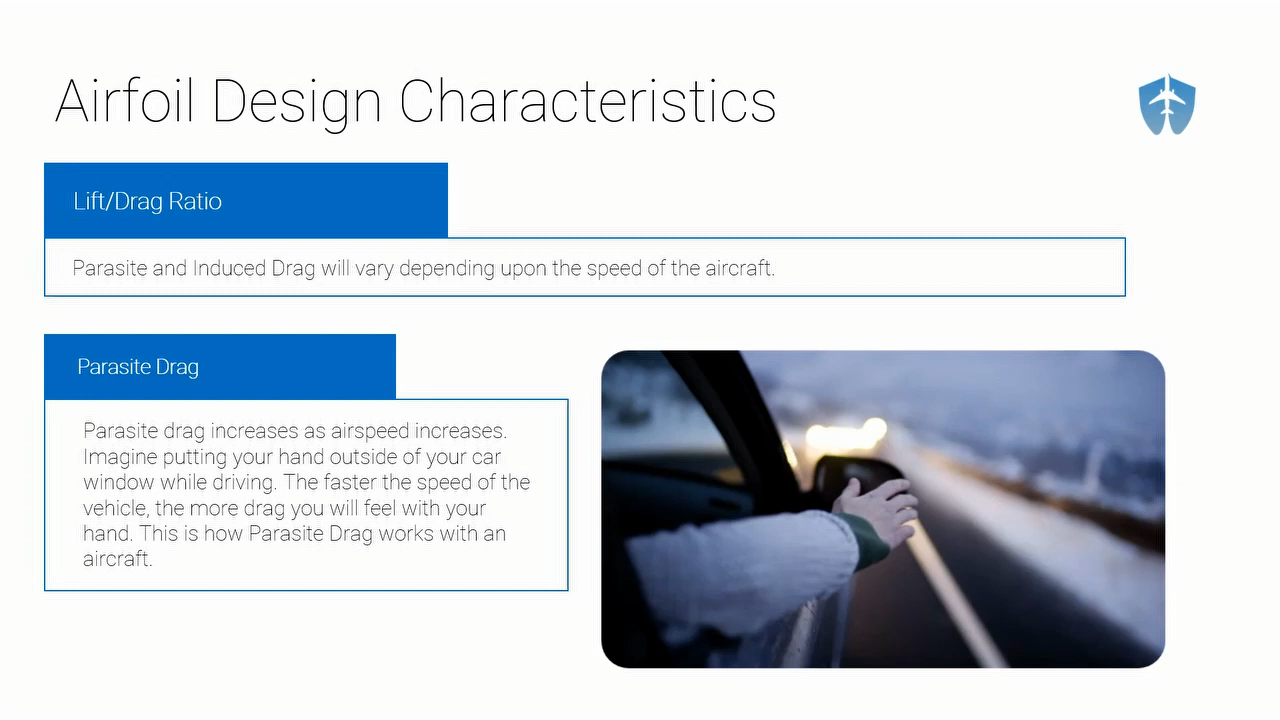 Airfoil Design Characteristics
Lift/Drag Ratio
Parasite and Induced Drag will vary depending upon the speed of the aircraft.
Parasite Drag
Parasite drag increases as airspeed increases.
Imagine putting your hand outside of your car
window while driving. The faster the speed of the
vehicle, the more drag you will feel with your
hand. This is how Parasite Drag works with an
aircraft.